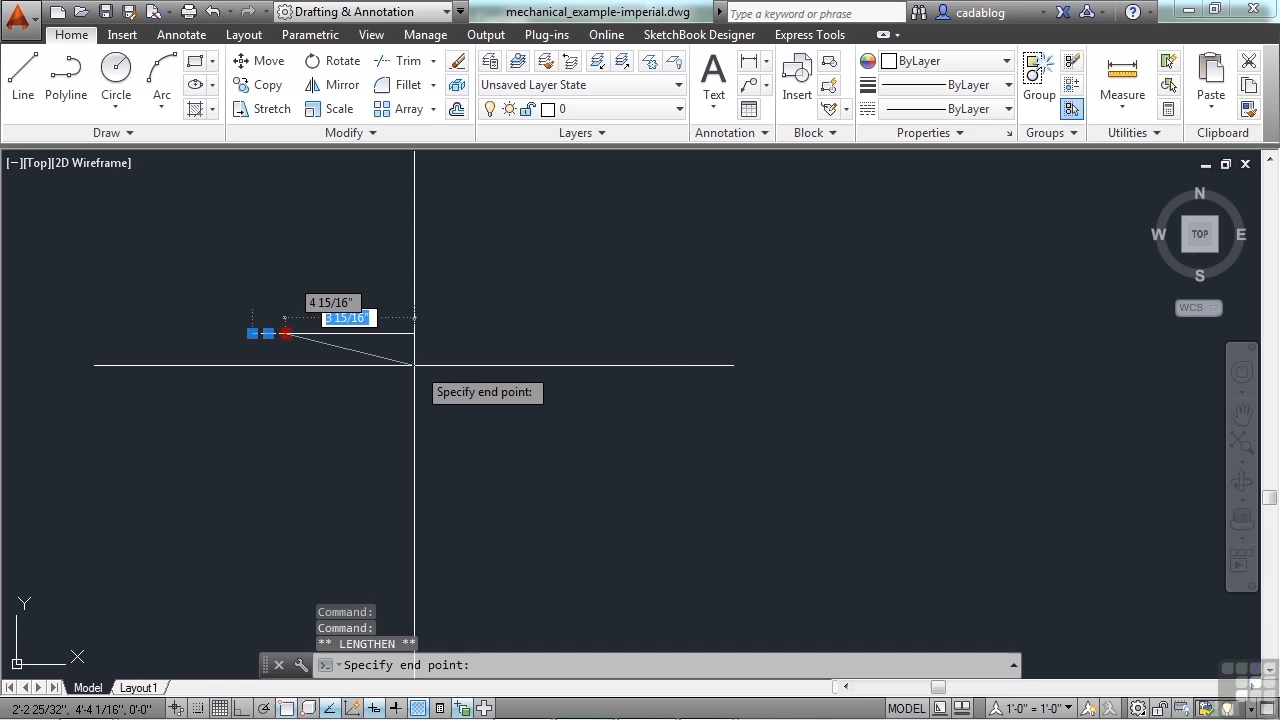 Drafting & Annotation
mechanical_example-imperial.dwg
Type a keyword or phrase
cadablog
Home Insert Annotate Layout Parametric View Manage Output Plug-ins Online SketchBook Designer Express Tools
Line Polyline Circle Arc
Move Rotate Trim
Copy Mirror Fillet
Stretch Scale Array
Unsaved Layer State
0
Text
Insert
ByLayer
ByLayer
ByLayer
Group
Measure
Paste
Draw Modify Layers Annotation Block Properties Groups Utilities Clipboard
[−][Top][2D Wireframe]
N
W TOP E
S
WCS
4 15/16"
3 15/16"
Specify end point:
Y
X
Command:
Command:
** LENGTHEN **
Specify end point:
Model Layout1
2'-2 25/32", 4'-4 1/16", 0'-0"
MODEL
1'-0" = 1'-0"